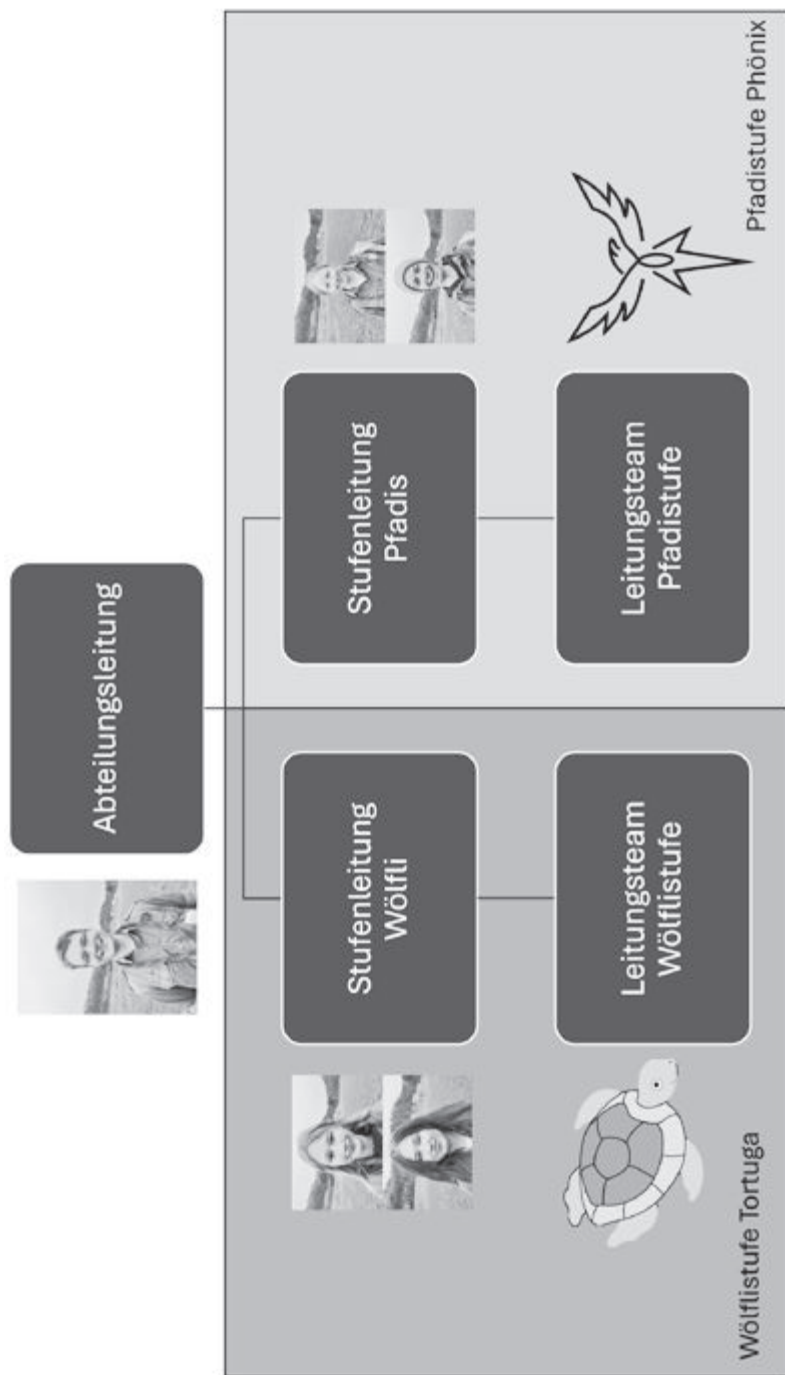 Abteilungsleitung
Stufenleitung
Wölfli
Stufenleitung
Pfadis
Leitungsteam
Wölflistufe
Leitungsteam
Pfadistufe
Wölflistufe Tortuga
Pfadistufe Phönix